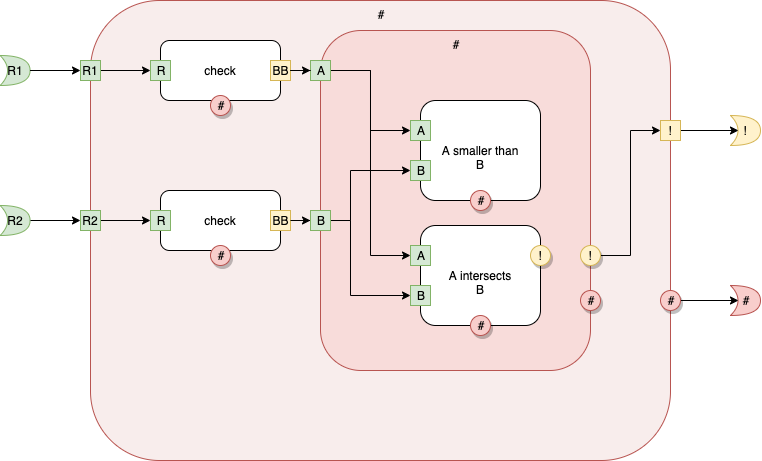 #
#
R1
R1
R
check
BB
A
#
A
A smaller than
B
B
#
!
!
R2
R2
R
check
BB
B
#
A
A intersects
B
B
!
!
#
#
#
#